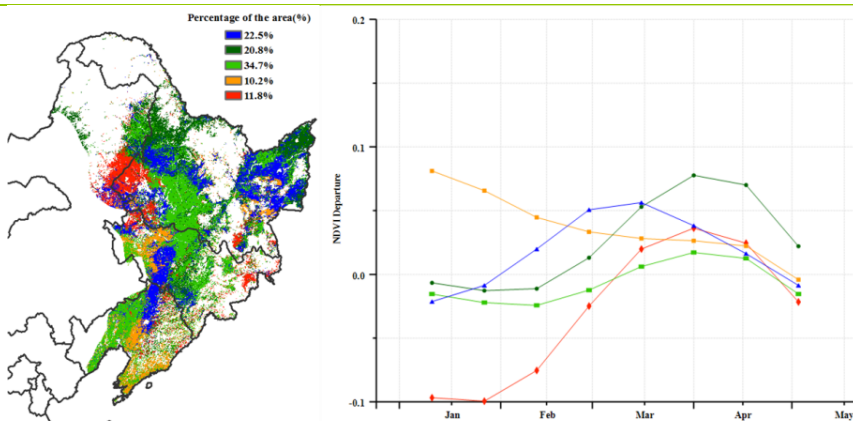 Percentage of the area(%)
22.5%
20.8%
34.7%
10.2%
11.8%
NDVI Departure
0.2
0.1
0.0
-0.1
Jan
Feb
Mar
Apr
May